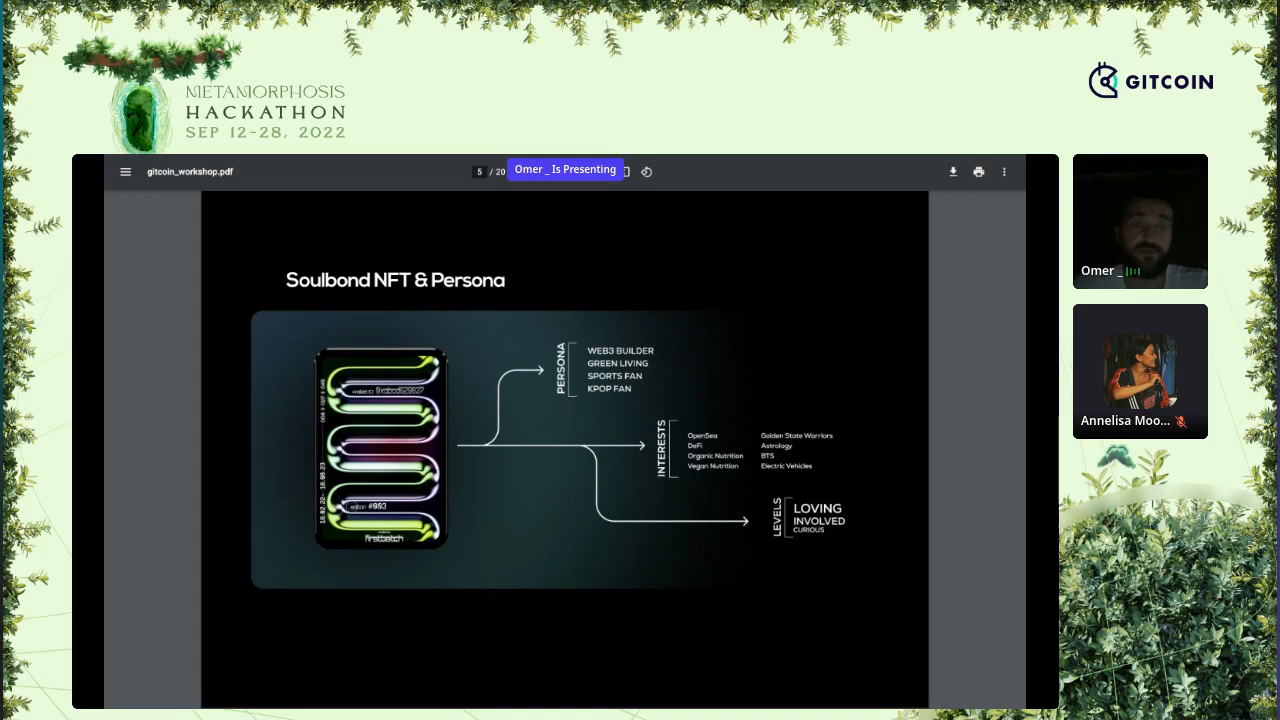 METAMORPHOSIS
HACKATHON
SEP 12-28, 2022
GITCOIN
gitcoin_workshop.pdf
5 / 20
Omer _ Is Presenting
Soulbond NFT & Persona
edition #003
firstbatch
PERSONA
WEB3 BUILDER
GREEN LIVING
SPORTS FAN
KPOP FAN
INTERESTS
OpenSea
DeFi
Organic Nutrition
Vegan Nutrition
Golden State Warriors
Astrology
BTS
Electric Vehicles
LEVELS
LOVING
INVOLVED
CURIOUS
Omer _
Annelisa Moo...